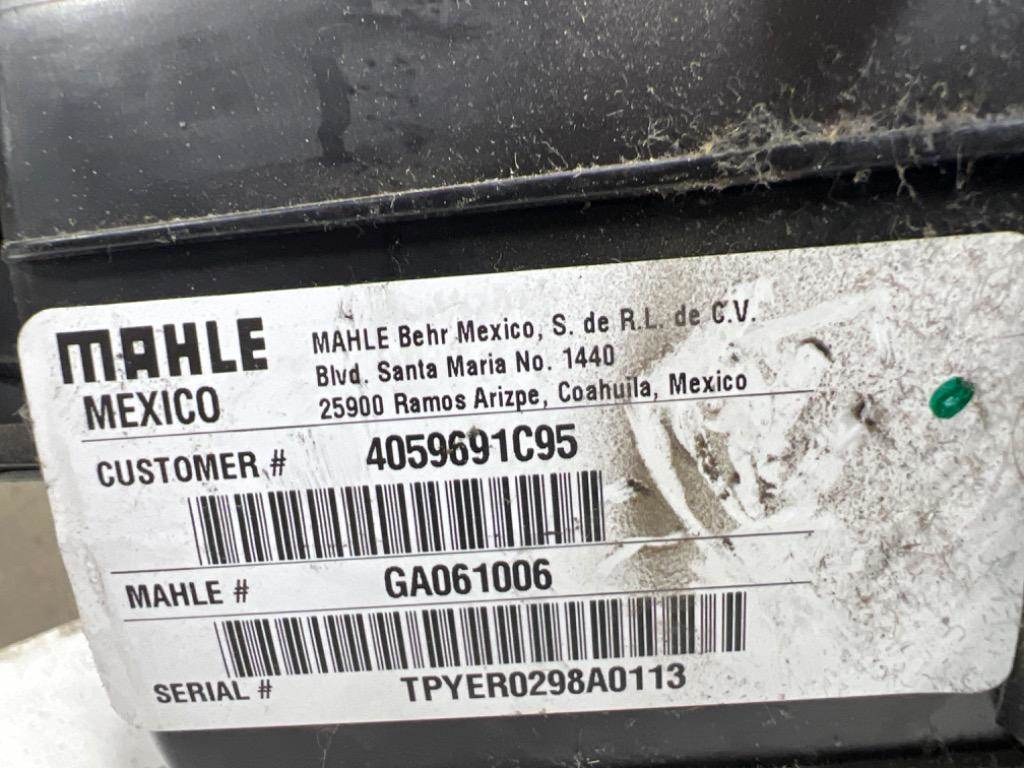 MAHLE
MEXICO
MAHLE Behr Mexico, S. de R.L. de C.V.
Blvd. Santa Maria No. 1440
25900 Ramos Arizpe, Coahuila, Mexico
CUSTOMER # 4059691C95
MAHLE # GA061006
SERIAL # TPYER0298A0113